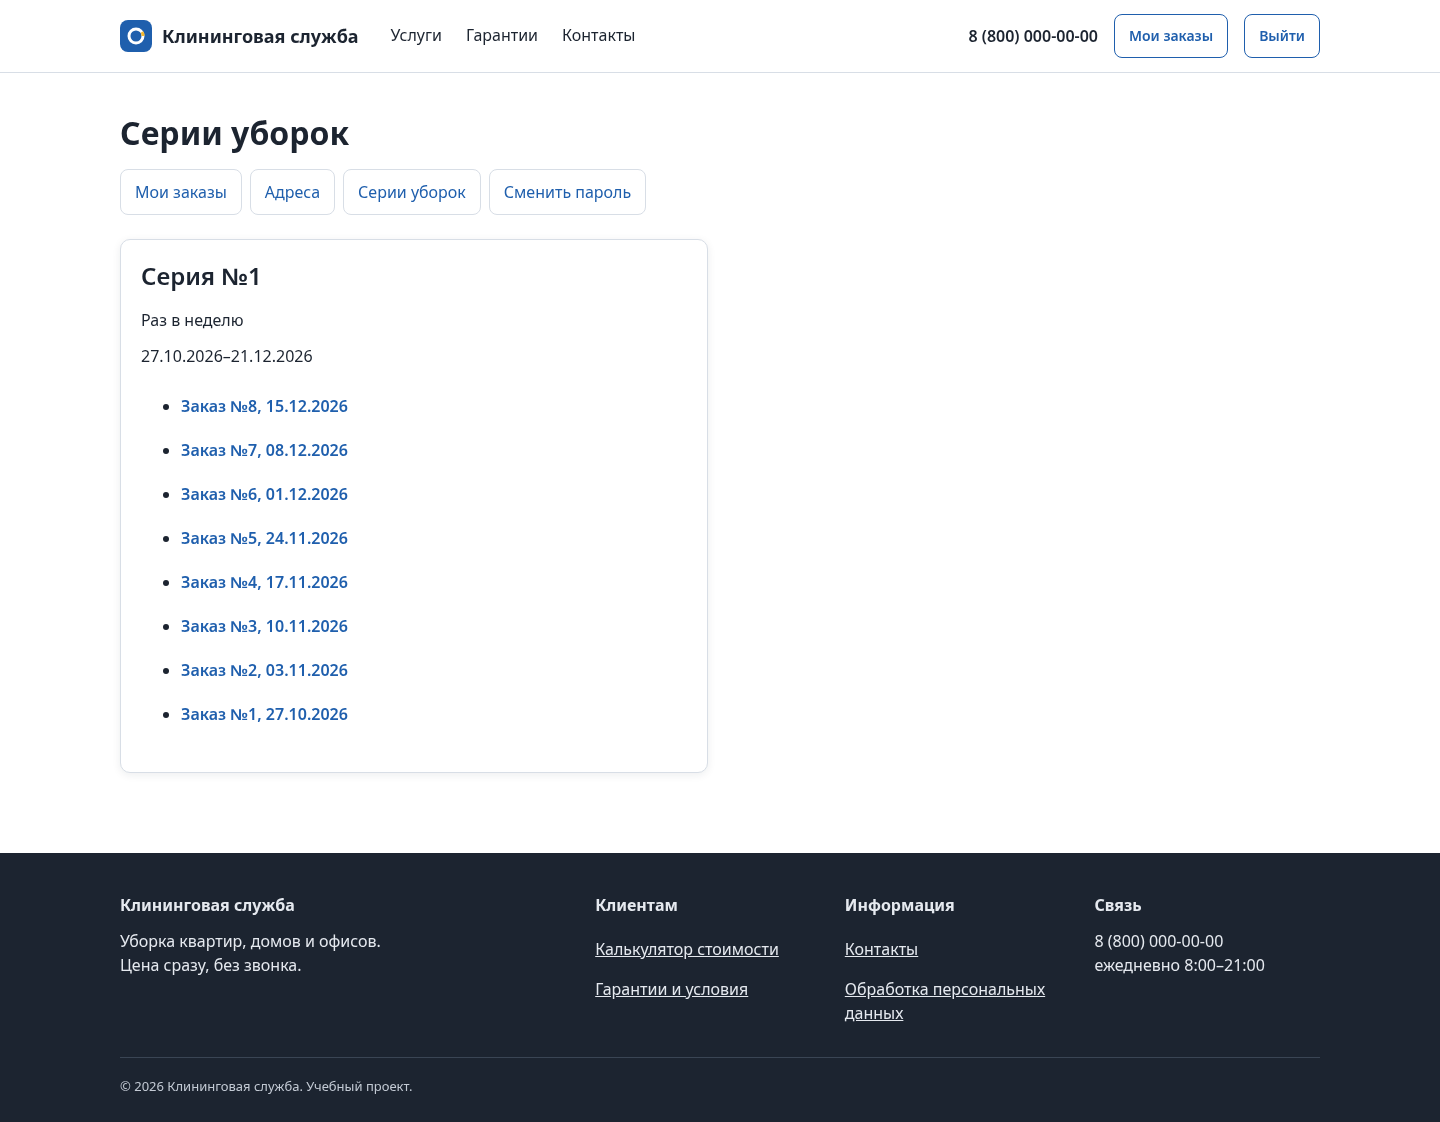 Клининговая служба
Услуги
Гарантии
Контакты
8 (800) 000-00-00
Мои заказы
Выйти
Серии уборок
Мои заказы
Адреса
Серии уборок
Сменить пароль
Серия №1
Раз в неделю
27.10.2026–21.12.2026
Заказ №8, 15.12.2026
Заказ №7, 08.12.2026
Заказ №6, 01.12.2026
Заказ №5, 24.11.2026
Заказ №4, 17.11.2026
Заказ №3, 10.11.2026
Заказ №2, 03.11.2026
Заказ №1, 27.10.2026
Клининговая служба
Уборка квартир, домов и офисов.
Цена сразу, без звонка.
Клиентам
Калькулятор стоимости
Гарантии и условия
Информация
Контакты
Обработка персональных
данных
Связь
8 (800) 000-00-00
ежедневно 8:00–21:00
© 2026 Клининговая служба. Учебный проект.